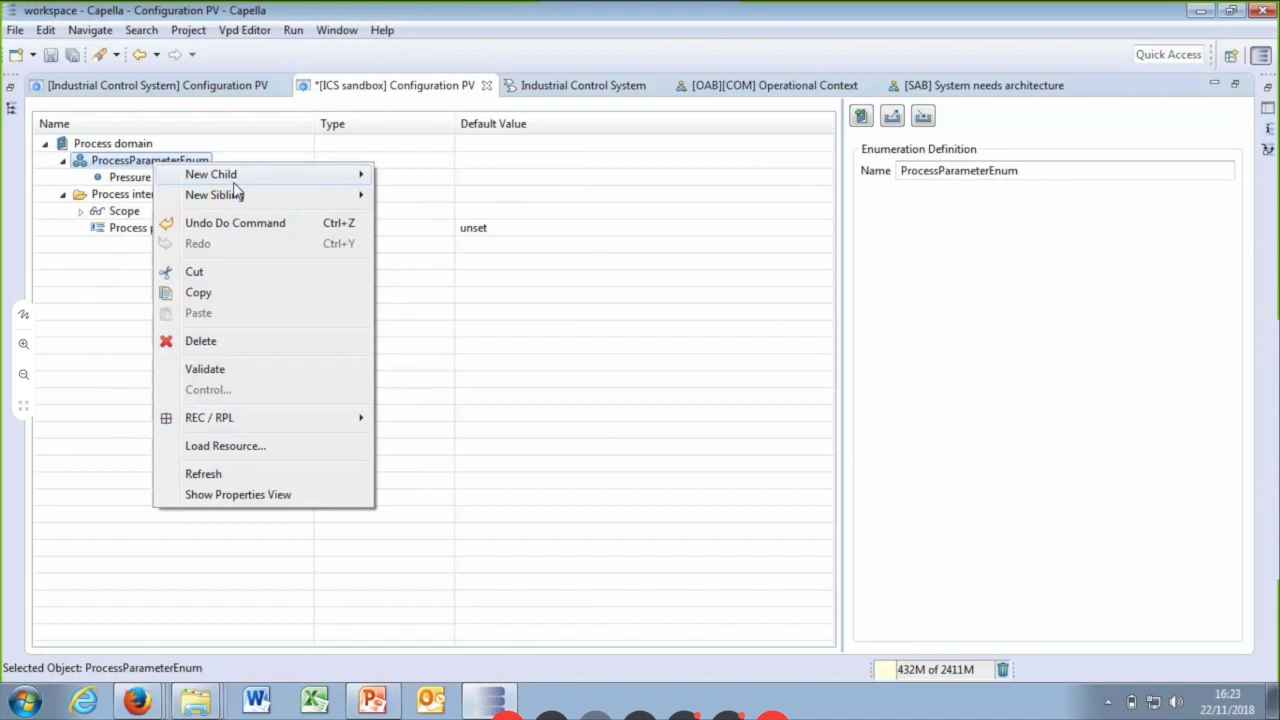 workspace - Capella - Configuration PV - Capella
File Edit Navigate Search Project Vpd Editor Run Window Help
Quick Access
[Industrial Control System] Configuration PV *[ICS sandbox] Configuration PV Industrial Control System [OAB][COM] Operational Context [SAB] System needs architecture
Name Type Default Value
Process domain
ProcessParameterEnum
Pressure
Process
Scope
Process unset
New Child
New Sibling
Undo Do Command Ctrl+Z
Redo Ctrl+Y
Cut
Copy
Paste
Delete
Validate
Control...
REC / RPL
Load Resource...
Refresh
Show Properties View
Enumeration Definition
Name ProcessParameterEnum
Selected Object: ProcessParameterEnum 432M of 2411M
16:23
22/11/2018